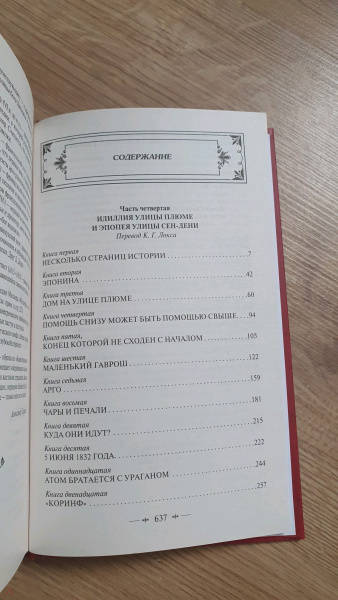 СОДЕРЖАНИЕ
Часть четвертая
ИДИЛЛИЯ УЛИЦЫ ПЛЮМЕ
И ЭПОПЕЯ УЛИЦЫ СЕН-ДЕНИ
Перевод К. Г. Локса
Книга первая
НЕСКОЛЬКО СТРАНИЦ ИСТОРИИ . . . . . . . . . . . . . . . . 7
Книга вторая
ЭПОНИНА . . . . . . . . . . . . . . . . . . . . . . . . . . . . 42
Книга третья
ДОМ НА УЛИЦЕ ПЛЮМЕ . . . . . . . . . . . . . . . . . . . . 60
Книга четвертая
ПОМОЩЬ СНИЗУ МОЖЕТ БЫТЬ ПОМОЩЬЮ СВЫШЕ . . 94
Книга пятая,
КОНЕЦ КОТОРОЙ НЕ СХОДЕН С НАЧАЛОМ . . . . . . . . 105
Книга шестая
МАЛЕНЬКИЙ ГАВРОШ . . . . . . . . . . . . . . . . . . . . . 122
Книга седьмая
АРГО . . . . . . . . . . . . . . . . . . . . . . . . . . . . . . . 159
Книга восьмая
ЧАРЫ И ПЕЧАЛИ . . . . . . . . . . . . . . . . . . . . . . . . 181
Книга девятая
КУДА ОНИ ИДУТ? . . . . . . . . . . . . . . . . . . . . . . . . 215
Книга десятая
5 ИЮНЯ 1832 ГОДА. . . . . . . . . . . . . . . . . . . . . . . 222
Книга одиннадцатая
АТОМ БРАТАЕТСЯ С УРАГАНОМ . . . . . . . . . . . . . . . 244
Книга двенадцатая
«КОРИНФ» . . . . . . . . . . . . . . . . . . . . . . . . . . . . 257
637